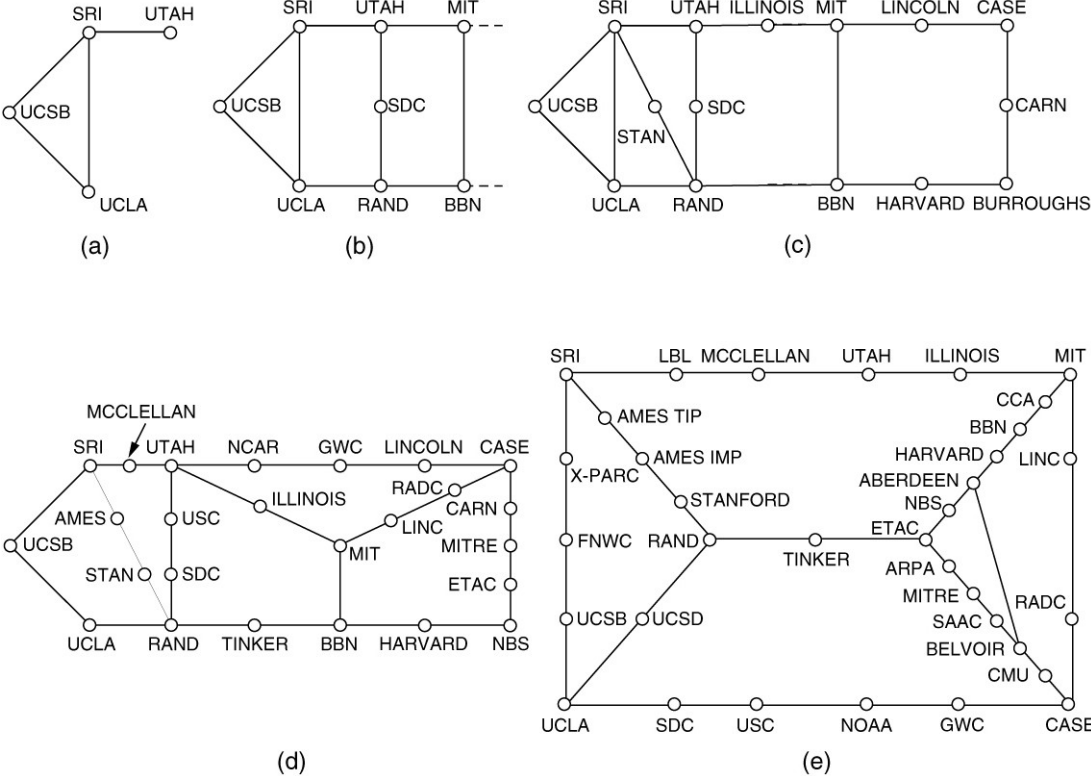 SRI UTAH
UCSB
UCLA
(a)
SRI UTAH MIT
UCSB SDC
UCLA RAND BBN
(b)
SRI UTAH ILLINOIS MIT LINCOLN CASE
UCSB SDC CARN
STAN
UCLA RAND BBN HARVARD BURROUGHS
(c)
MCCLELLAN
SRI UTAH NCAR GWC LINCOLN CASE
RADC
ILLINOIS CARN
AMES USC LINC
UCSB MIT MITRE
STAN SDC ETAC
UCLA RAND TINKER BBN HARVARD NBS
(d)
SRI LBL MCCLELLAN UTAH ILLINOIS MIT
CCA
AMES TIP
BBN
AMES IMP HARVARD LINC
X-PARC ABERDEEN
STANFORD NBS
ETAC
FNWC RAND TINKER
ARPA
MITRE RADC
UCSB UCSD SAAC
BELVOIR
CMU
UCLA SDC USC NOAA GWC CASE
(e)